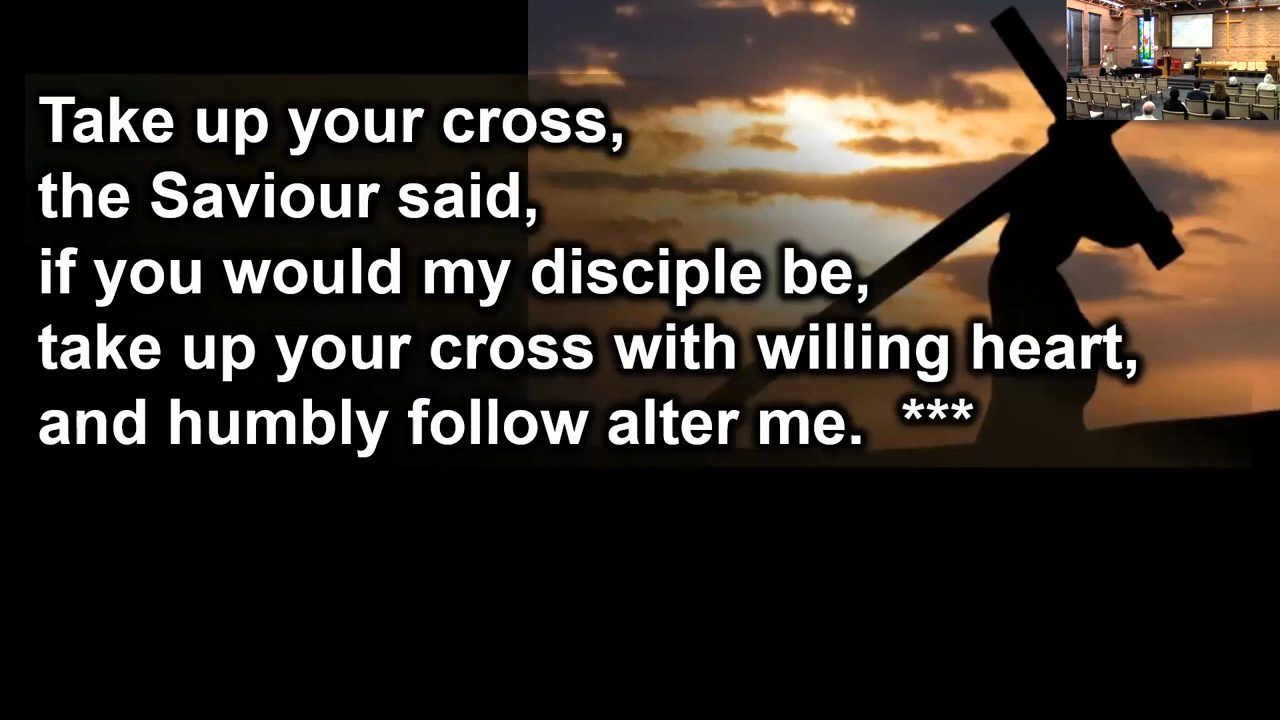 Take up your cross,
the Saviour said,
if you would my disciple be,
take up your cross with willing heart,
and humbly follow alter me. ***